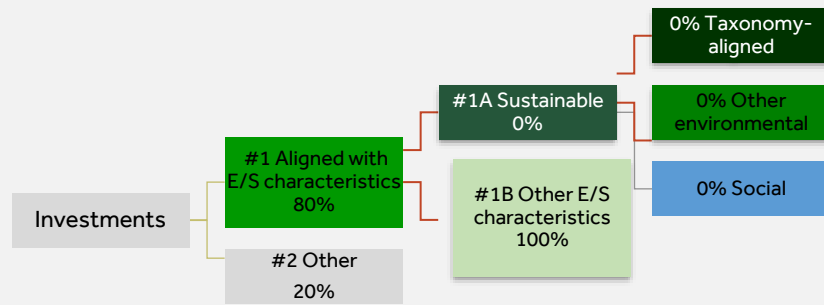 Investments
#1 Aligned with
E/S characteristics
80%
#2 Other
20%
#1A Sustainable
0%
#1B Other E/S
characteristics
100%
0% Taxonomy-
aligned
0% Other
environmental
0% Social